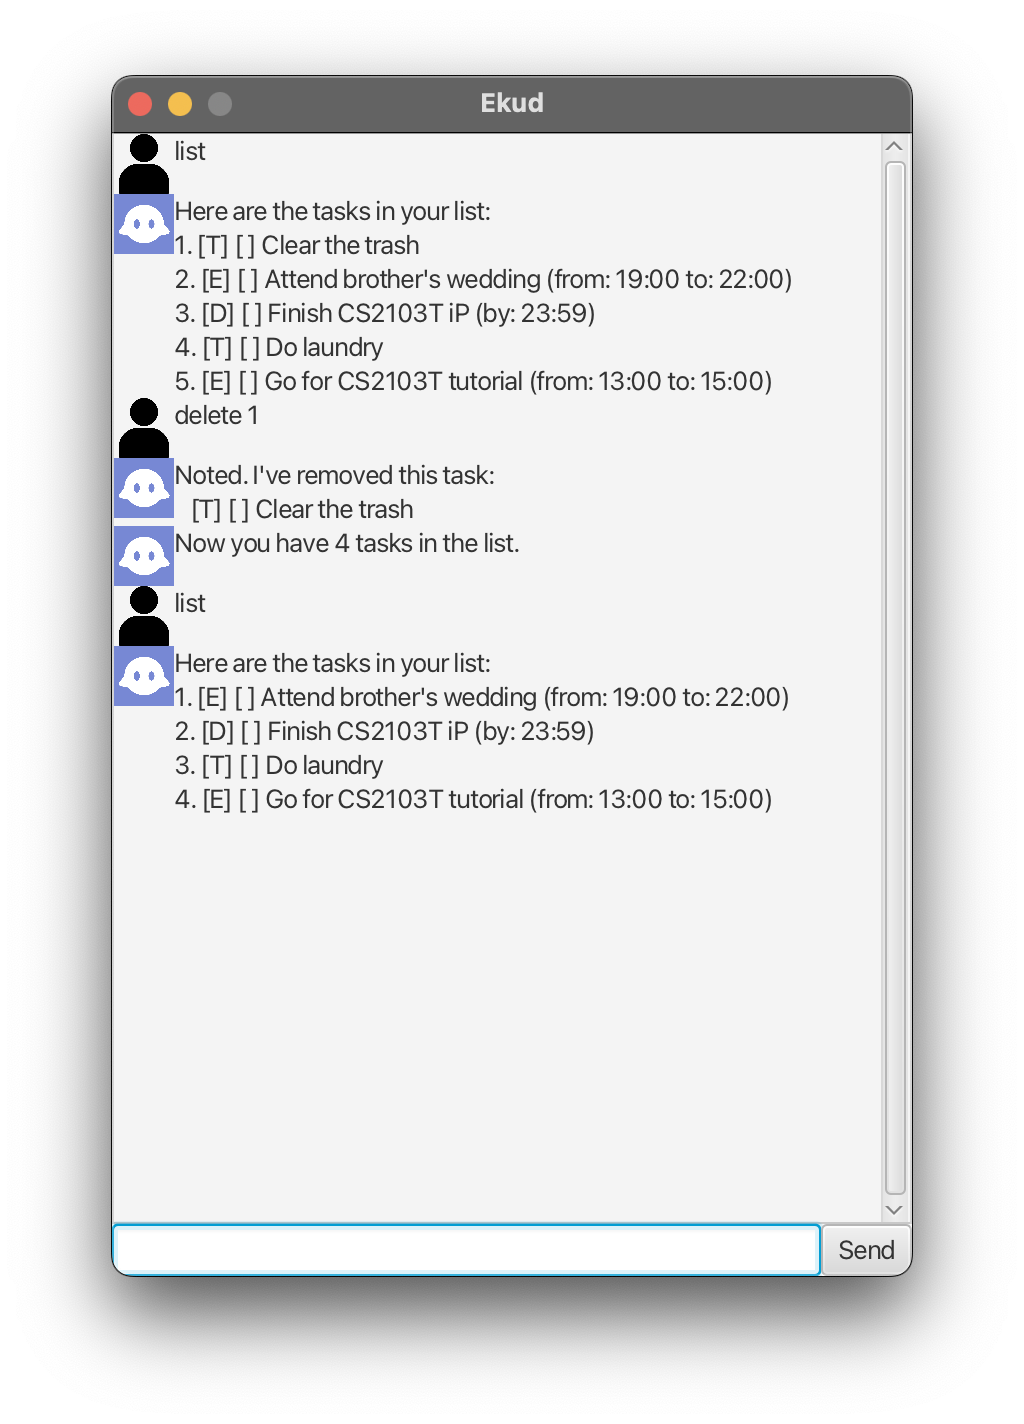 Ekud
list
Here are the tasks in your list:
1. [T] [ ] Clear the trash
2. [E] [ ] Attend brother's wedding (from: 19:00 to: 22:00)
3. [D] [ ] Finish CS2103T iP (by: 23:59)
4. [T] [ ] Do laundry
5. [E] [ ] Go for CS2103T tutorial (from: 13:00 to: 15:00)
delete 1
Noted. I've removed this task:
[T] [ ] Clear the trash
Now you have 4 tasks in the list.
list
Here are the tasks in your list:
1. [E] [ ] Attend brother's wedding (from: 19:00 to: 22:00)
2. [D] [ ] Finish CS2103T iP (by: 23:59)
3. [T] [ ] Do laundry
4. [E] [ ] Go for CS2103T tutorial (from: 13:00 to: 15:00)
Send